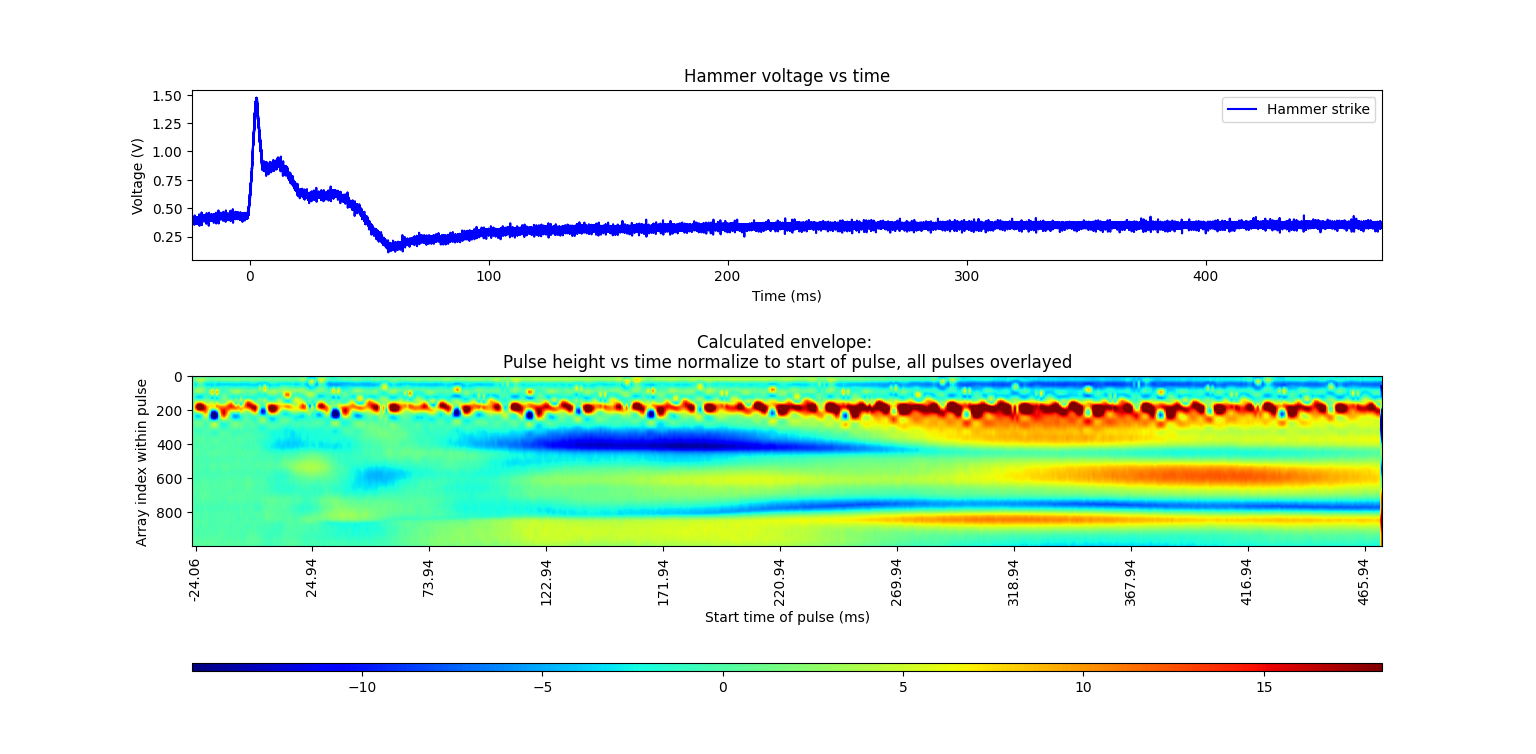 Hammer voltage vs time
1.50
1.25
1.00
0.75
0.50
0.25
Voltage (V)
Hammer strike
0 100 200 300 400
Time (ms)
Calculated envelope:
Pulse height vs time normalize to start of pulse, all pulses overlayed
0
200
400
600
800
Array index within pulse
-24.06 24.94 73.94 122.94 171.94 220.94 269.94 318.94 367.94 416.94 465.94
Start time of pulse (ms)
−10 −5 0 5 10 15